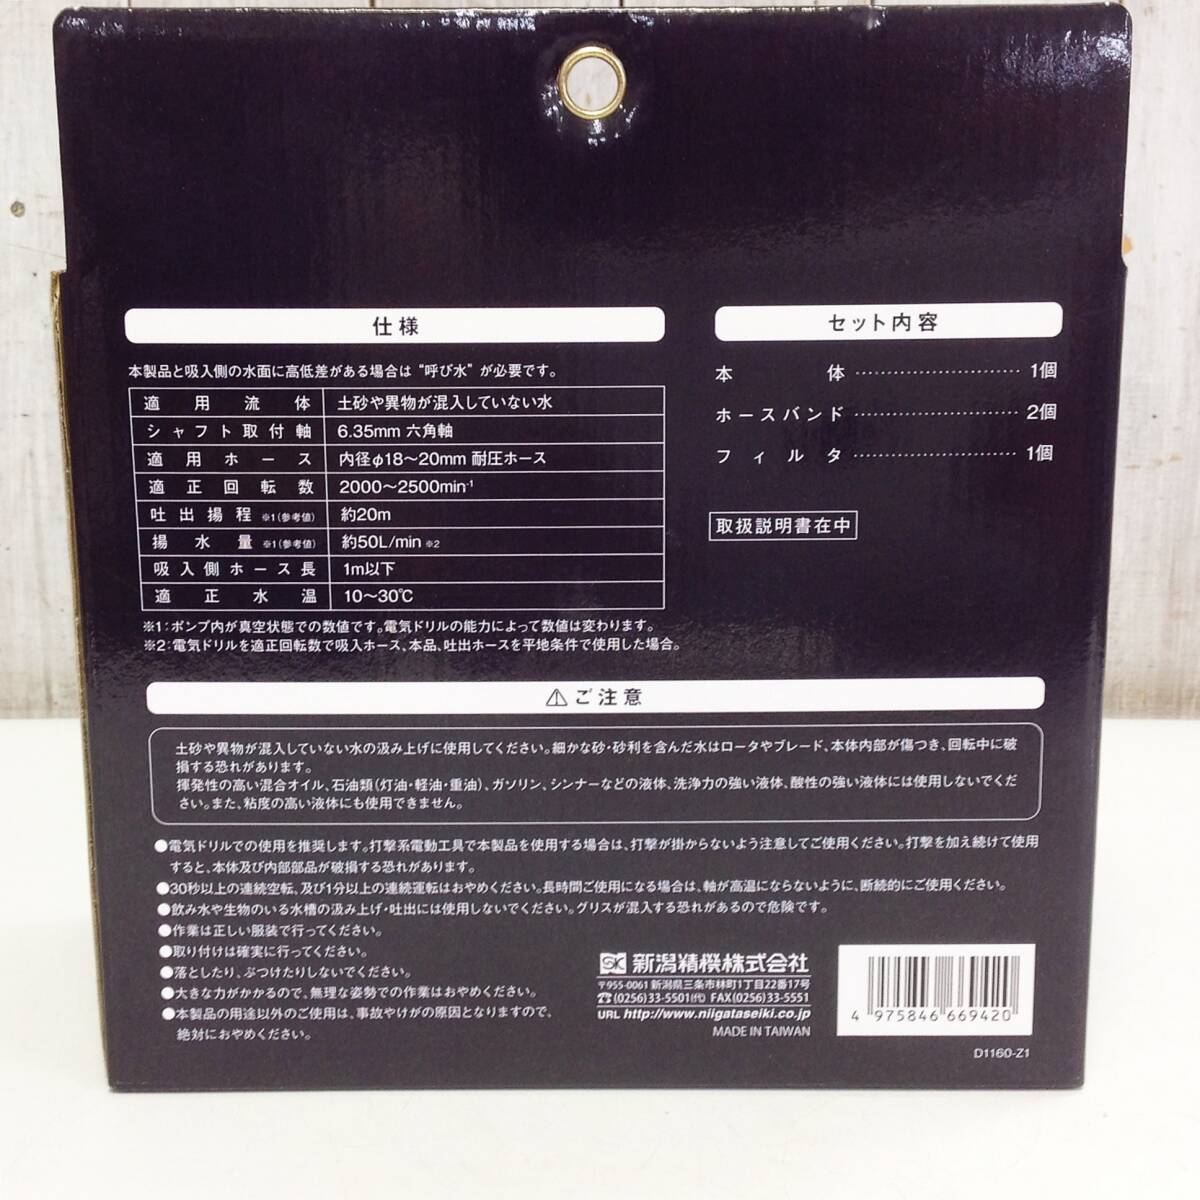 仕様
本製品と吸入側の水面に高低差がある場合は“呼び水”が必要です。
適用流体 土砂や異物が混入していない水
シャフト取付軸 6.35mm 六角軸
適用ホース 内径φ18〜20mm 耐圧ホース
適正回転数 2000〜2500min⁻¹
吐出揚程 ※1(参考値) 約20m
揚水量 ※1(参考値) 約50L/min ※2
吸入側ホース長 1m以下
適正水温 10〜30℃
※1：ポンプ内が真空状態での数値です。電気ドリルの能力によって数値は変わります。
※2：電気ドリルを適正回転数で吸入ホース、本品、吐出ホースを平地条件で使用した場合。
セット内容
本体 …………………… 1個
ホースバンド …………………… 2個
フィルタ …………………… 1個
取扱説明書在中
⚠ご注意
土砂や異物が混入していない水の汲み上げに使用してください。細かな砂・砂利を含んだ水はロータやブレード、本体内部が傷つき、回転中に破
損する恐れがあります。
揮発性の高い混合オイル、石油類(灯油・軽油・重油)、ガソリン、シンナーなどの液体、洗浄力の強い液体、酸性の強い液体には使用しないでくだ
さい。また、粘度の高い液体にも使用できません。
●電気ドリルでの使用を推奨します。打撃系電動工具で本製品を使用する場合は、打撃が掛からないよう注意してご使用ください。打撃を加え続けて使用
すると、本体及び内部部品が破損する恐れがあります。
●30秒以上の連続空転、及び1分以上の連続運転はおやめください。長時間ご使用になる場合は、軸が高温にならないように、断続的にご使用ください。
●飲み水や生物のいる水槽の汲み上げ・吐出には使用しないでください。グリスが混入する恐れがあるので危険です。
●作業は正しい服装で行ってください。
●取り付けは確実に行ってください。
●落としたり、ぶつけたりしないでください。
●大きな力がかかるので、無理な姿勢での作業はおやめください。
●本製品の用途以外のご使用は、事故やけがの原因となりますので、
絶対におやめください。
SK 新潟精機株式会社
〒955-0061 新潟県三条市林町1丁目22番17号
☎(0256)33-5501(代) FAX(0256)33-5551
URL http://www.niigataseiki.co.jp
MADE IN TAIWAN
4 975846 669420
D1160-Z1